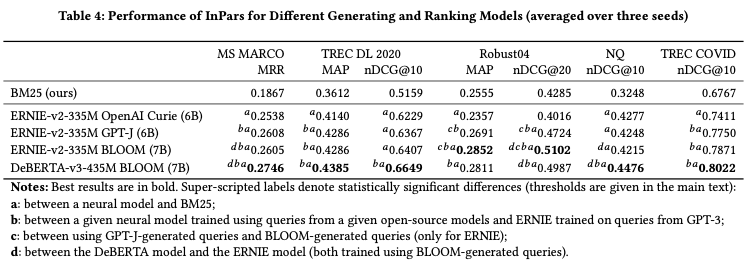 Table 4: Performance of InPars for Different Generating and Ranking Models (averaged over three seeds)
MS MARCO TREC DL 2020 Robust04 NQ TREC COVID
MRR MAP nDCG@10 MAP nDCG@20 nDCG@10 nDCG@10
BM25 (ours) 0.1867 0.3612 0.5159 0.2555 0.4285 0.3248 0.6767
ERNIE-v2-335M OpenAI Curie (6B) a0.2538 a0.4140 a0.6229 a0.2357 0.4016 a0.4277 a0.7411
ERNIE-v2-335M GPT-J (6B) ba0.2608 ba0.4286 a0.6367 cb0.2691 cba0.4724 a0.4248 ba0.7750
ERNIE-v2-335M BLOOM (7B) dba0.2605 ba0.4286 a0.6407 cba0.2852 dcba0.5102 da0.4215 ba0.7871
DeBERTA-v3-435M BLOOM (7B) dba0.2746 ba0.4385 ba0.6649 ba0.2811 dba0.4987 dba0.4476 ba0.8022
Notes: Best results are in bold. Super-scripted labels denote statistically significant differences (thresholds are given in the main text):
a: between a neural model and BM25;
b: between a given neural model trained using queries from a given open-source models and ERNIE trained on queries from GPT-3;
c: between using GPT-J-generated queries and BLOOM-generated queries (only for ERNIE);
d: between the DeBERTA model and the ERNIE model (both trained using BLOOM-generated queries).